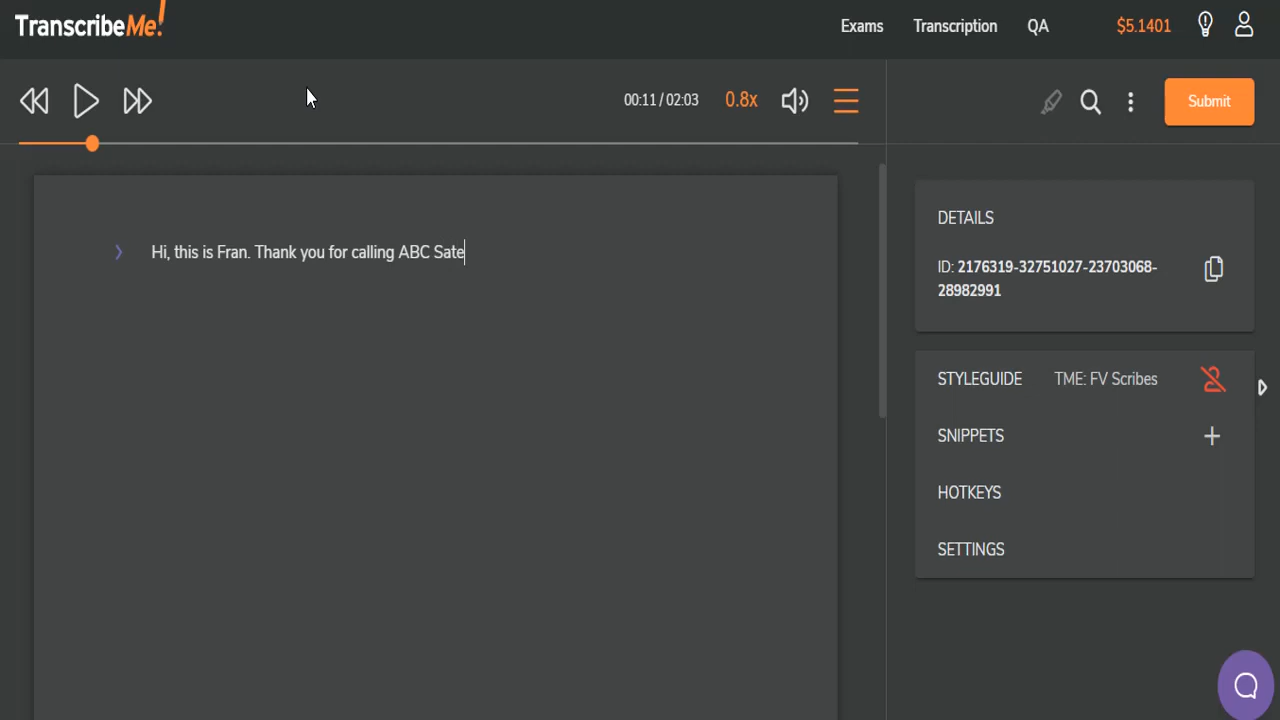 TranscribeMe!
Exams Transcription QA $5.1401
00:11 / 02:03 0.8x
Submit
Hi, this is Fran. Thank you for calling ABC Sate
DETAILS
ID: 2176319-32751027-23703068-
28982991
STYLEGUIDE TME: FV Scribes
SNIPPETS
HOTKEYS
SETTINGS